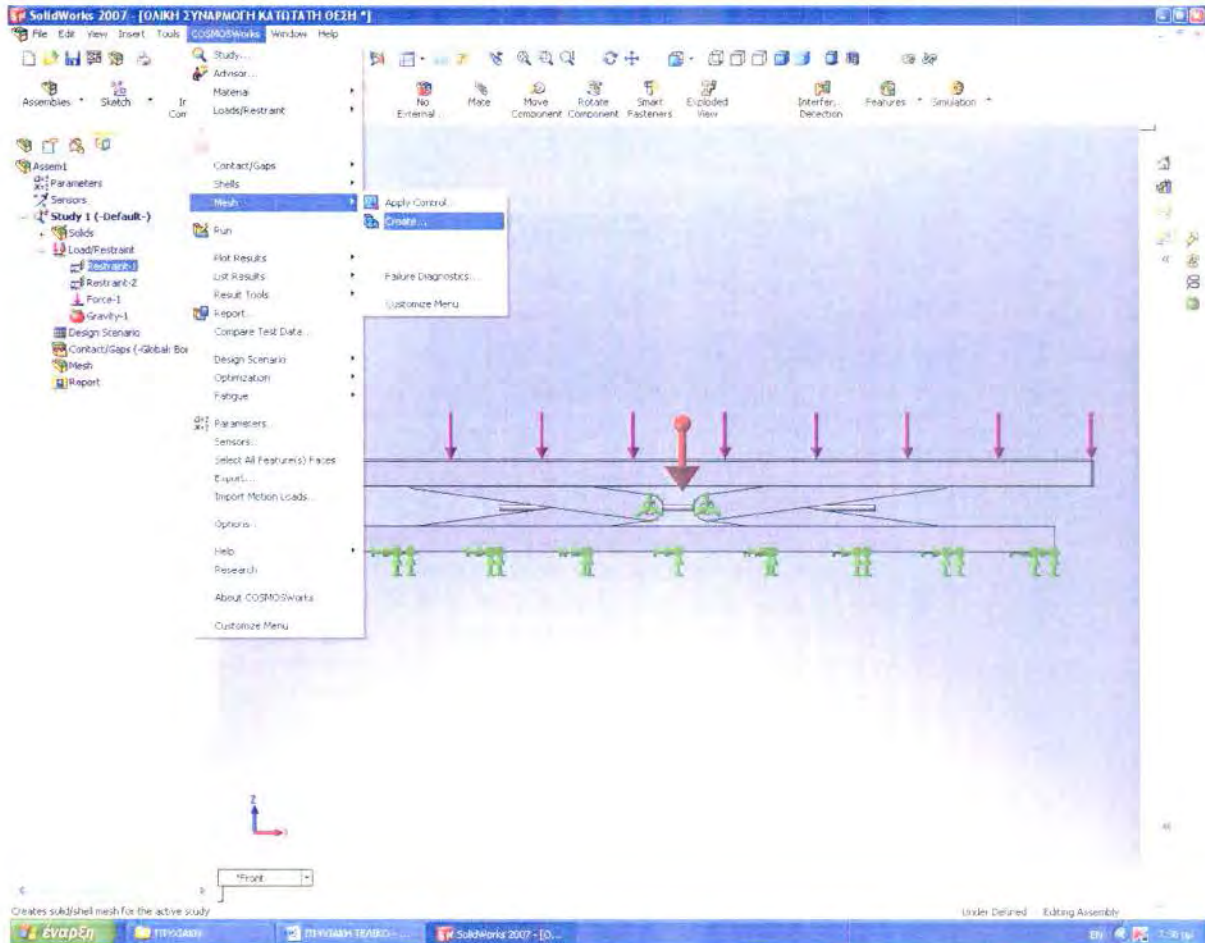 SolidWorks 2007 - [ΟΛΙΚΗ ΣΥΝΑΡΜΟΓΗ ΚΑΤΩΤΑΤΗ ΘΕΣΗ *]
File Edit View Insert Tools COSMOSWorks Window Help
Assemblies Sketch
No External
Mate
Move Component
Rotate Component
Smart Fasteners
Exploded View
Interfer... Detection
Features
Simulation
Assem1
Parameters
Sensors
Study 1 (-Default-)
Solids
Load/Restraint
Restraint-1
Restraint-2
Force-1
Gravity-1
Design Scenario
Contact/Gaps (-Global: Bo
Mesh
Report
Study...
Advisor...
Material
Loads/Restraint
Contact/Gaps
Shells
Mesh
Run
Plot Results
List Results
Result Tools
Report...
Compare Test Data...
Design Scenario
Optimization
Fatigue
Parameters...
Sensors...
Select All Feature(s) Faces
Export...
Import Motion Loads...
Options...
Help
Research
About COSMOSWorks
Customize Menu
Apply Control...
Create...
Failure Diagnostics...
Customize Menu
Z
*Front
Creates solid/shell mesh for the active study
Under Defined Editing Assembly
έναρξη
SolidWorks 2007 - [Ο...
EN